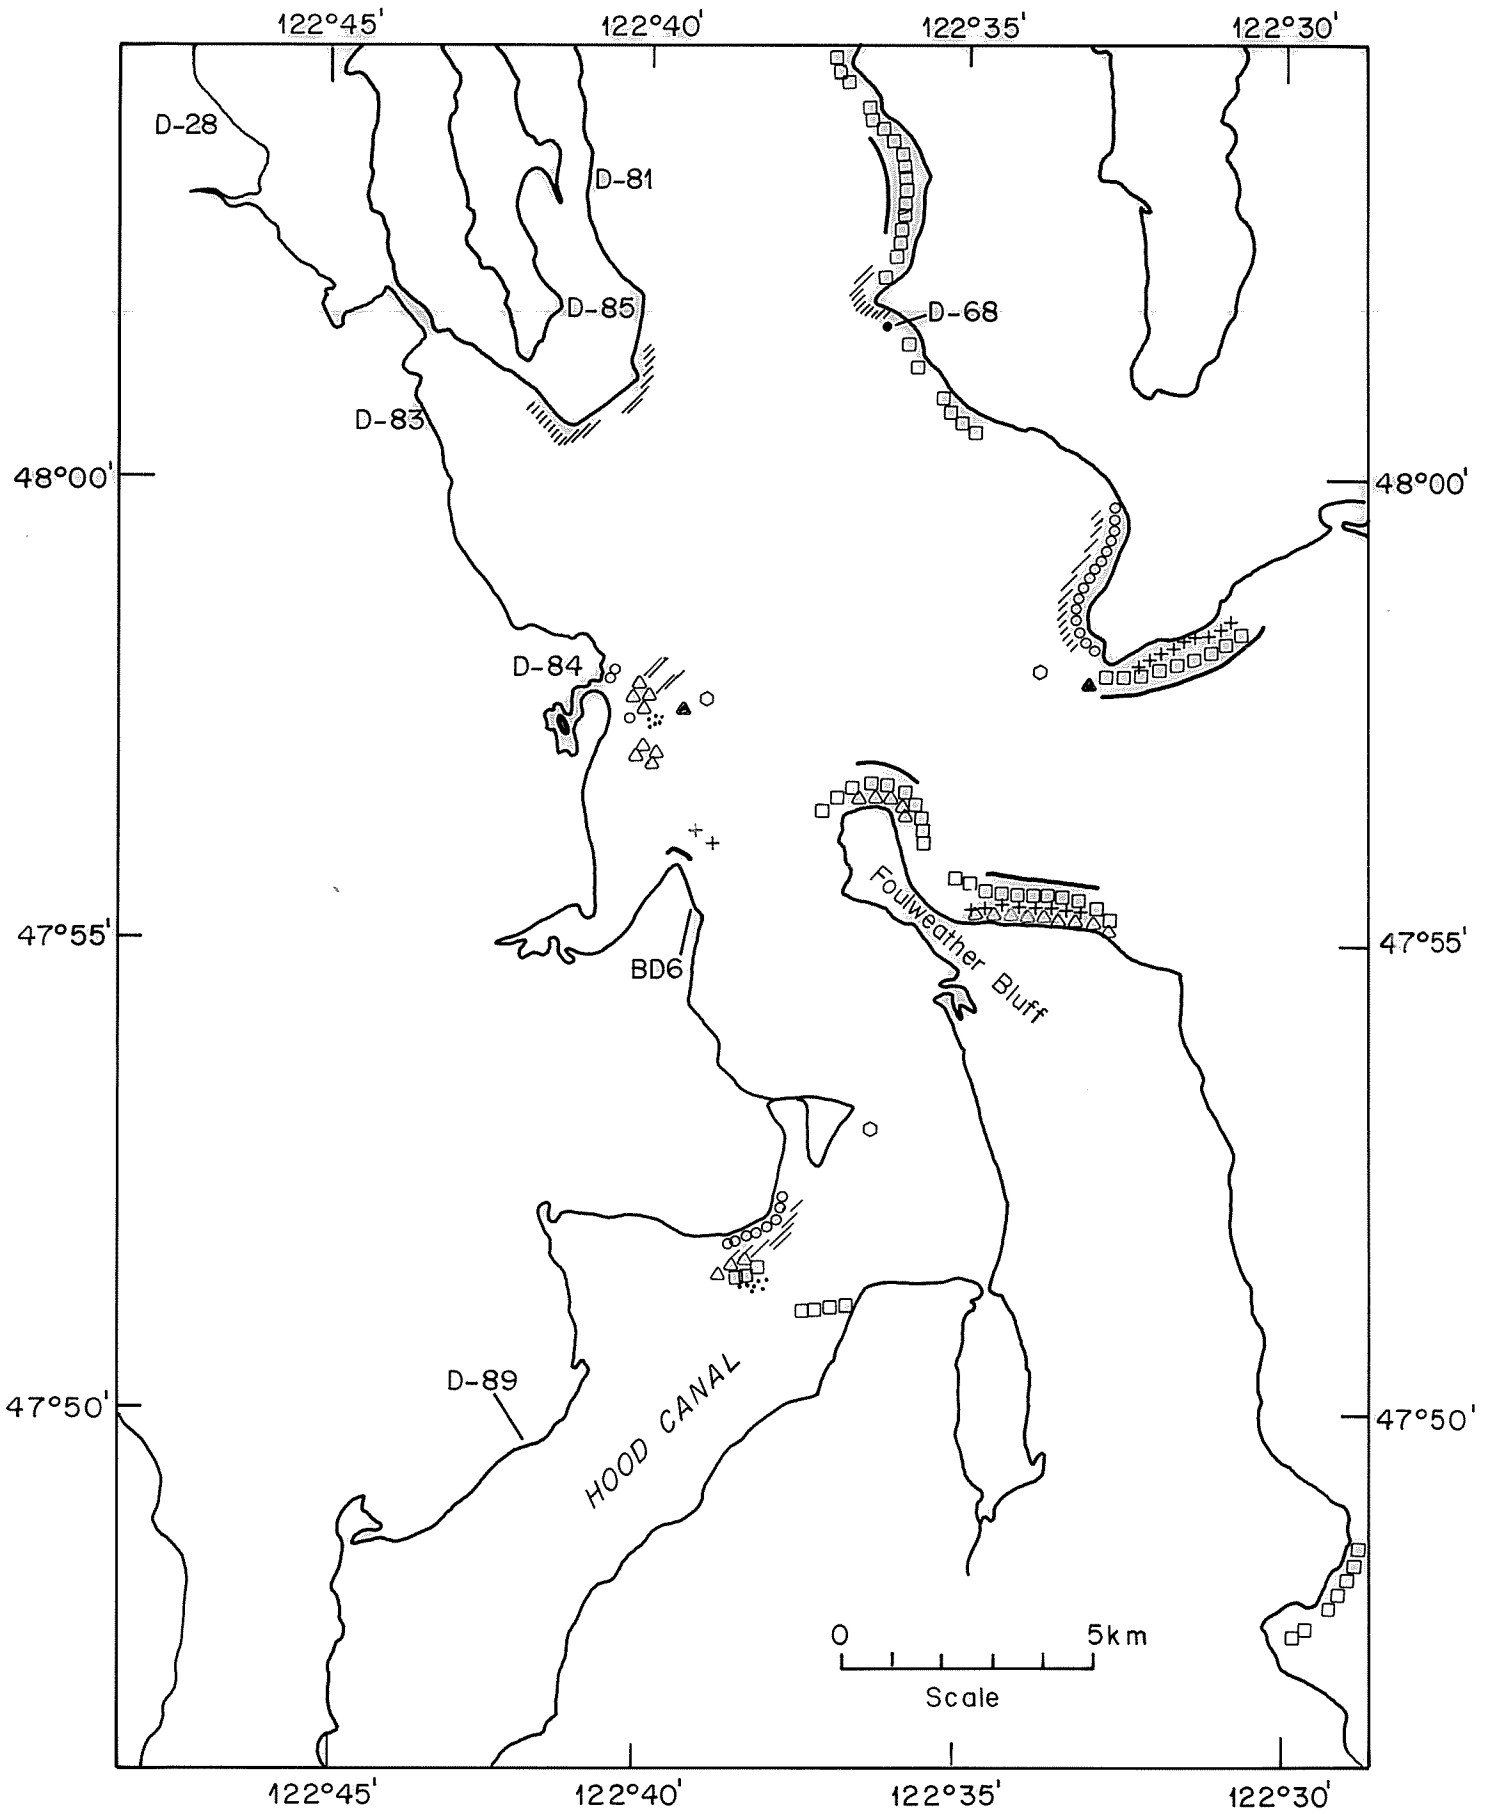 122°45' 122°40' 122°35' 122°30'
D-28
D-81
D-85
D-68
D-83
48°00' 48°00'
D-84
Foulweather Bluff
47°55' 47°55'
BD6
D-89
HOOD CANAL
47°50' 47°50'
0 5km
Scale
122°45' 122°40' 122°35' 122°30'